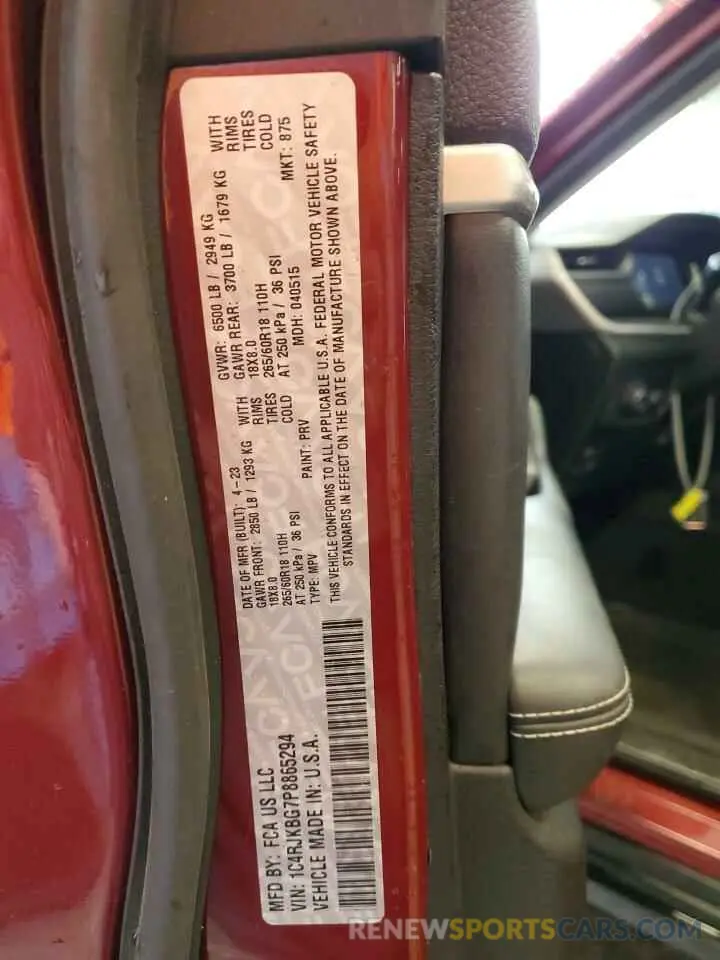 MFD BY: FCA US LLC
DATE OF MFR (BUILT): 4-23
GVWR: 6500 LB / 2949 KG
GAWR FRONT: 2850 LB / 1293 KG WITH
GAWR REAR: 3700 LB / 1679 KG WITH
18X8.0 RIMS
18X8.0 RIMS
265/60R18 110H TIRES
265/60R18 110H TIRES
AT 250 kPa / 36 PSI COLD
AT 250 kPa / 36 PSI COLD
VIN: 1C4RJKBG7P8865294
TYPE: MPV
PAINT: PRV
MDH: 040515
MKT: 875
VEHICLE MADE IN: U.S.A.
THIS VEHICLE CONFORMS TO ALL APPLICABLE U.S.A. FEDERAL MOTOR VEHICLE SAFETY
STANDARDS IN EFFECT ON THE DATE OF MANUFACTURE SHOWN ABOVE.
RENEWSPORTSCARS.COM